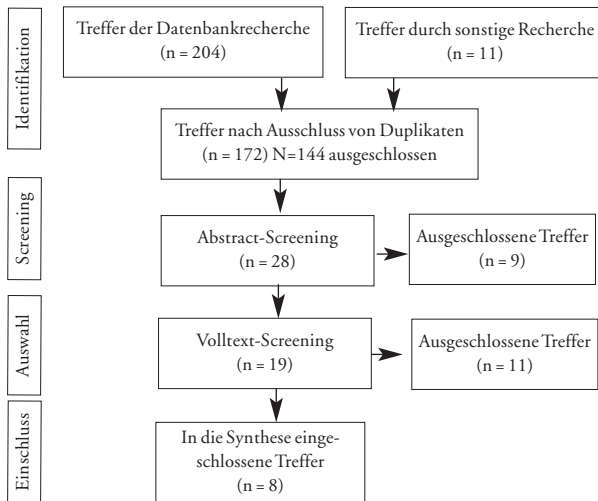 Identifikation
Treffer der Datenbankrecherche
(n = 204)
Treffer durch sonstige Recherche
(n = 11)
Treffer nach Ausschluss von Duplikaten
(n = 172) N=144 ausgeschlossen
Screening
Abstract-Screening
(n = 28)
Ausgeschlossene Treffer
(n = 9)
Auswahl
Volltext-Screening
(n = 19)
Ausgeschlossene Treffer
(n = 11)
Einschluss
In die Synthese einge-
schlossene Treffer
(n = 8)